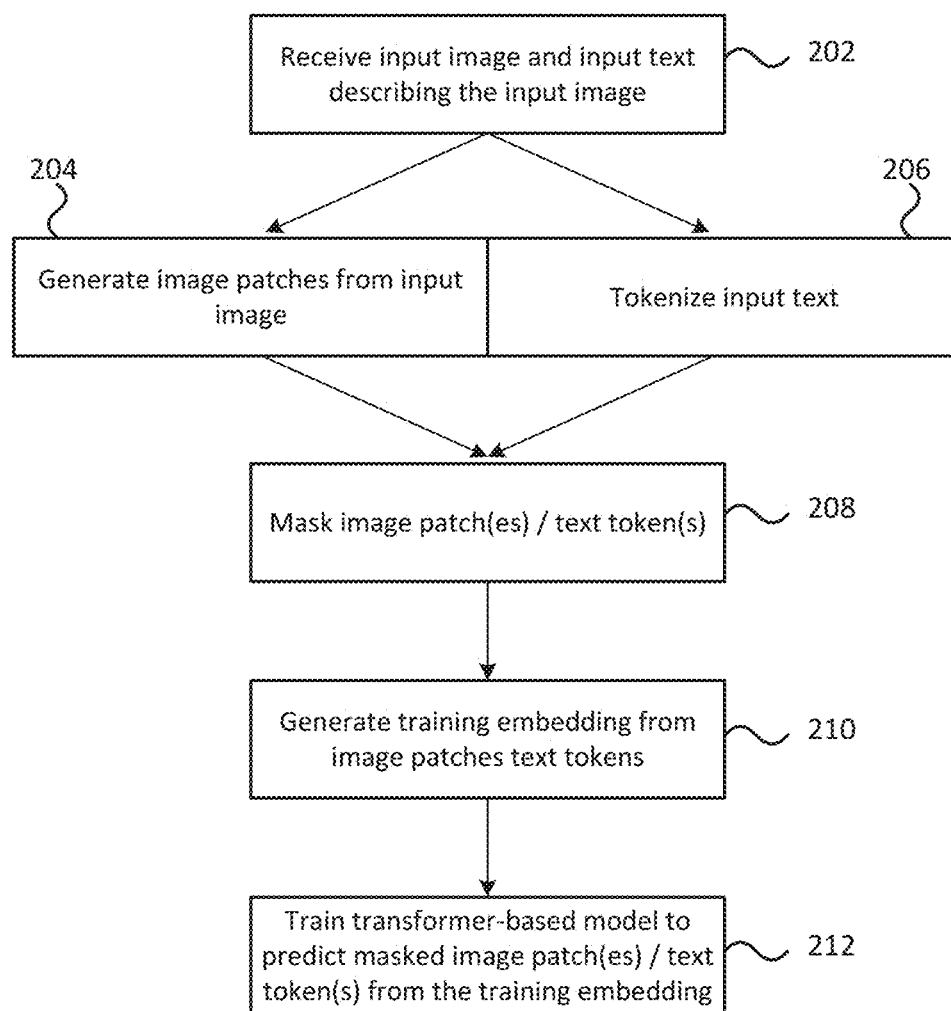 Receive input image and input text
describing the input image
202
204
206
Generate image patches from input
image
Tokenize input text
Mask image patch(es) / text token(s)
208
Generate training embedding from
image patches text tokens
210
Train transformer-based model to
predict masked image patch(es) / text
token(s) from the training embedding
212